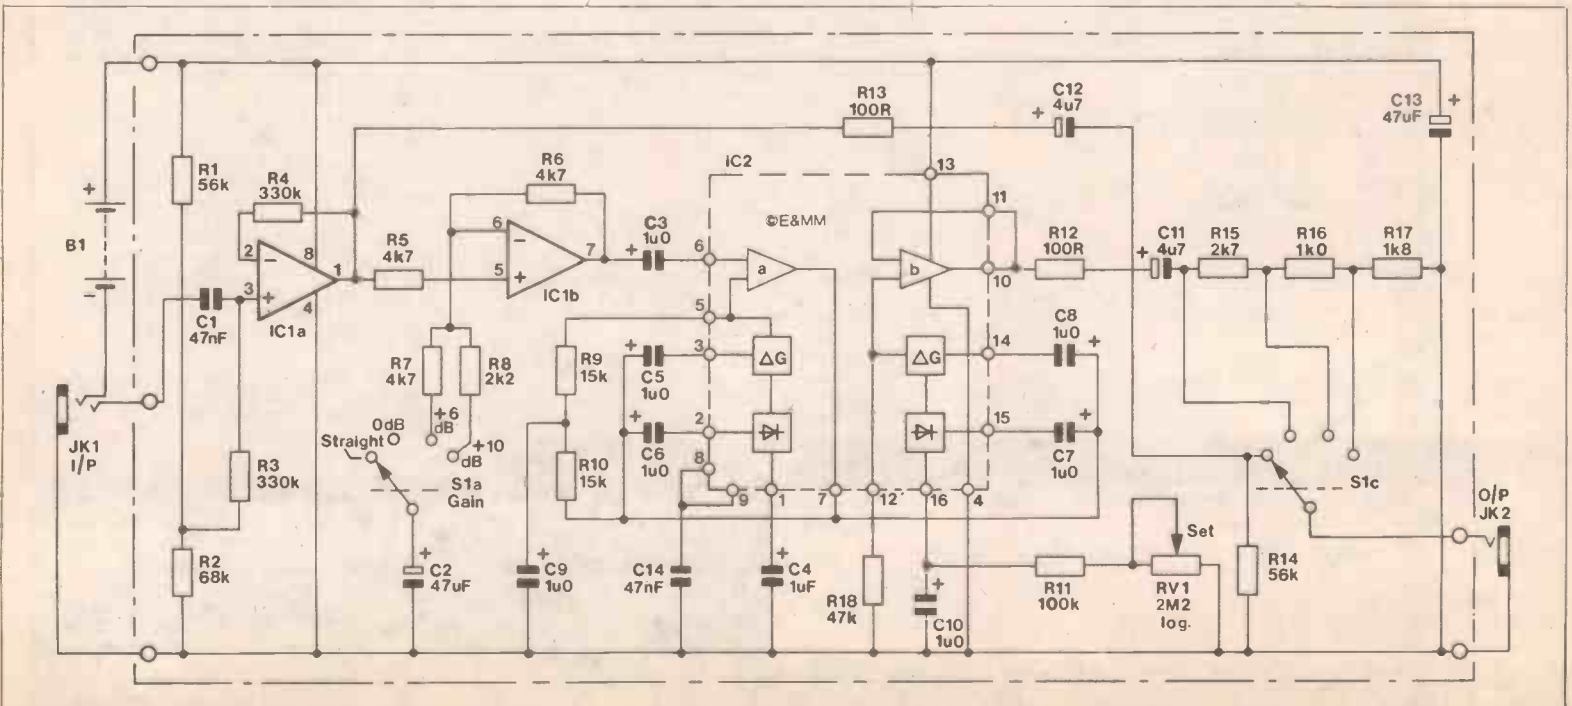 B1
+
−
JK1
I/P
C1
47nF
R1
56k
R2
68k
R3
330k
R4
330k
2
−
3
+
8
1
4
IC1a
R5
4k7
R6
4k7
6
−
5
+
7
IC1b
R7
4k7
R8
2k2
Straight
0dB
+6
dB
+10
dB
S1a
Gain
+
C2
47uF
C3
1u0
+
IC2
©E&MM
6
a
5
3
ΔG
2
8
9
1
7
R9
15k
R10
15k
+
C5
1u0
+
C6
1u0
+
C9
1u0
C14
47nF
+
C4
1uF
R13
100R
C12
4u7
+
13
11
b
10
14
ΔG
15
12
16
4
R12
100R
C11
4u7
+
R15
2k7
R16
1k0
R17
1k8
C8
1u0
+
C7
1u0
+
R18
47k
+
C10
1u0
R11
100k
Set
RV1
2M2
log.
R14
56k
S1c
C13
47uF
+
O/P
JK2